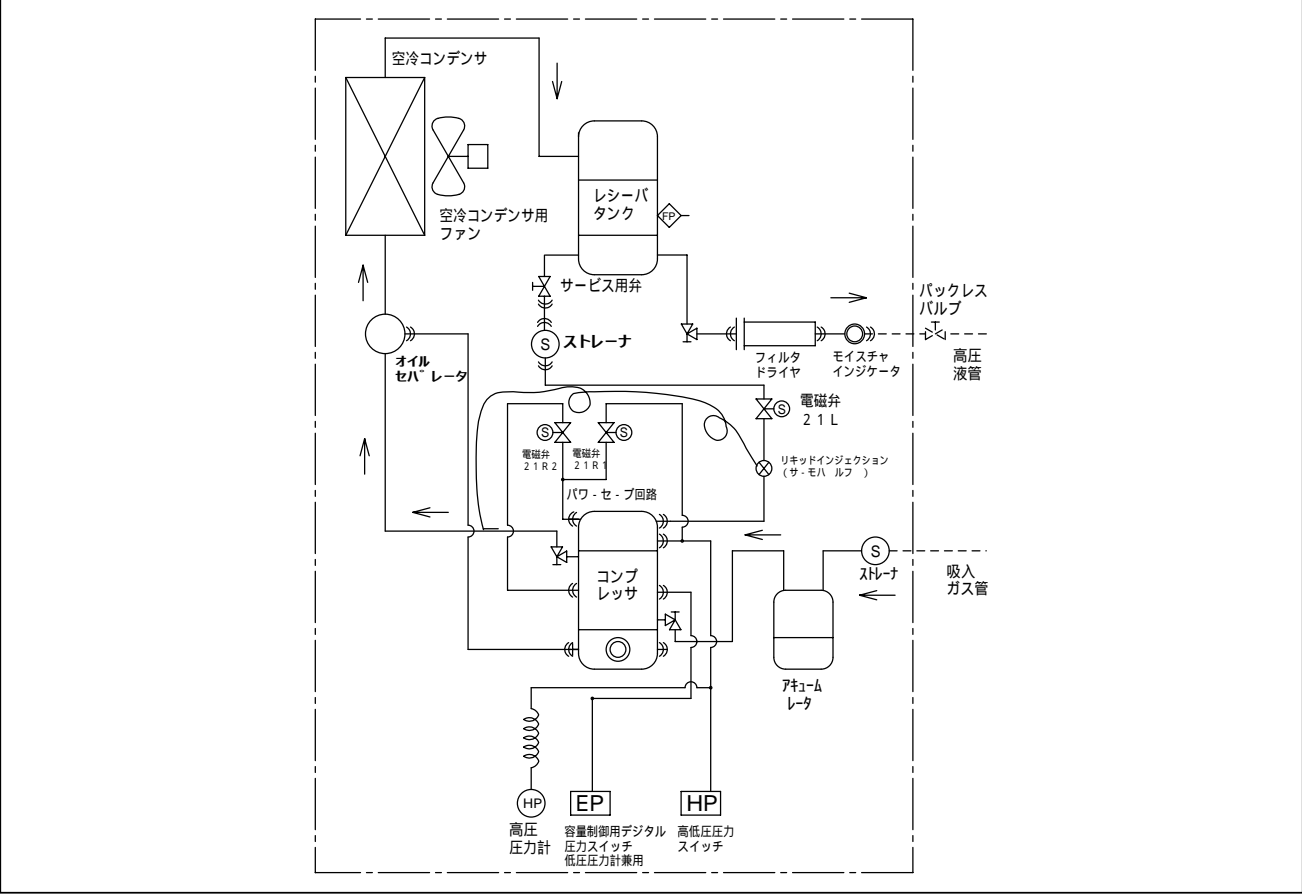 空冷コンデンサ
空冷コンデンサ用
ファン
レシーバ
タンク
FP
サービス用弁
S
ストレーナ
フィルタ
ドライヤ
モイスチャ
インジケータ
パックレス
バルブ
高圧
液管
オイル
セパレータ
電磁弁
21L
S
S
S
電磁弁
21R2
電磁弁
21R1
リキッドインジェクション
(サ-モハ ルフ )
パワ-セ-ブ回路
コンプ
レッサ
S
ストレーナ
吸入
ガス管
アキューム
レータ
HP
高圧
圧力計
EP
容量制御用デジタル
圧力スイッチ
低圧圧力計兼用
HP
高低圧圧力
スイッチ